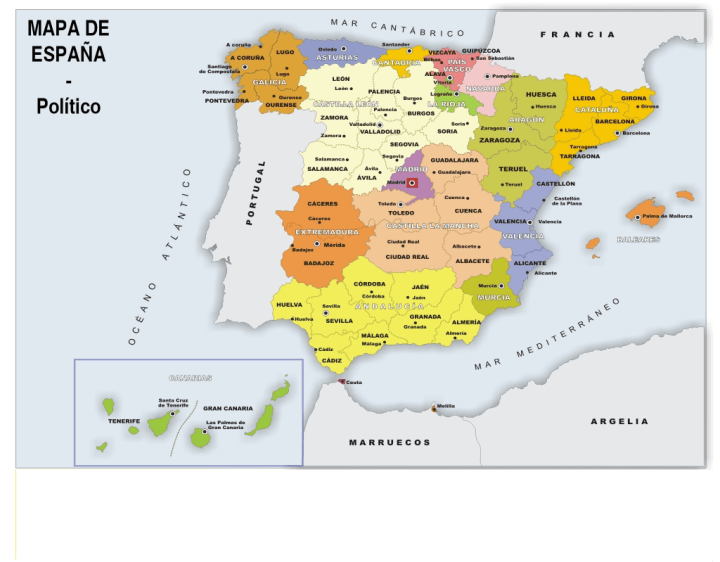 MAPA DE
ESPAÑA
-
Político
MAR CANTÁBRICO
FRANCIA
A coruña
A CORUÑA
LUGO
Lugo
Santiago
de Compostela
GALICIA
Pontevedra
PONTEVEDRA
Ourense
OURENSE
Oviedo
ASTURIAS
Santander
CANTABRIA
VIZCAYA
Bilbao
GUIPÚZCOA
San Sebastián
PAIS
VASCO
ALAVA
Vitoria
Pamplona
NAVARRA
Logroño
LA RIOJA
LEÓN
León
PALENCIA
Palencia
Burgos
BURGOS
CASTILLA LEÓN
ZAMORA
Zamora
Valladolid
VALLADOLID
Soria
SORIA
SEGOVIA
Segovia
Salamanca
SALAMANCA
Ávila
ÁVILA
HUESCA
Huesca
ARAGÓN
Zaragoza
ZARAGOZA
TERUEL
Teruel
LLEIDA
Lleida
GIRONA
Girona
CATALUÑA
BARCELONA
Barcelona
Tarragona
TARRAGONA
MADRID
Madrid
GUADALAJARA
Guadalajara
Cuenca
CUENCA
Toledo
TOLEDO
CASTILLA LA MANCHA
Ciudad Real
CIUDAD REAL
Albacete
ALBACETE
CASTELLÓN
Castellón
de la Plana
VALENCIA
Valencia
VALENCIA
ALICANTE
Alicante
Palma de Mallorca
BALEARES
CÁCERES
Cáceres
EXTREMADURA
Badajoz
Mérida
BADAJOZ
Murcia
MURCIA
CÓRDOBA
Córdoba
JAÉN
Jaén
ANDALUCÍA
HUELVA
Huelva
Sevilla
SEVILLA
GRANADA
Granada
ALMERÍA
Almería
MÁLAGA
Málaga
Cádiz
CÁDIZ
PORTUGAL
OCÉANO ATLÁNTICO
MAR MEDITERRÁNEO
Ceuta
Melilla
MARRUECOS
ARGELIA
CANARIAS
Santa Cruz
de Tenerife
TENERIFE
GRAN CANARIA
Las Palmas de
Gran Canaria